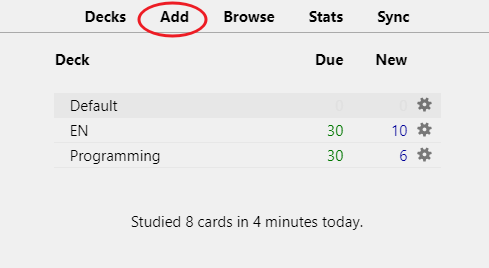 Decks Add Browse Stats Sync
Deck Due New
Default 0 0
EN 30 10
Programming 30 6
Studied 8 cards in 4 minutes today.